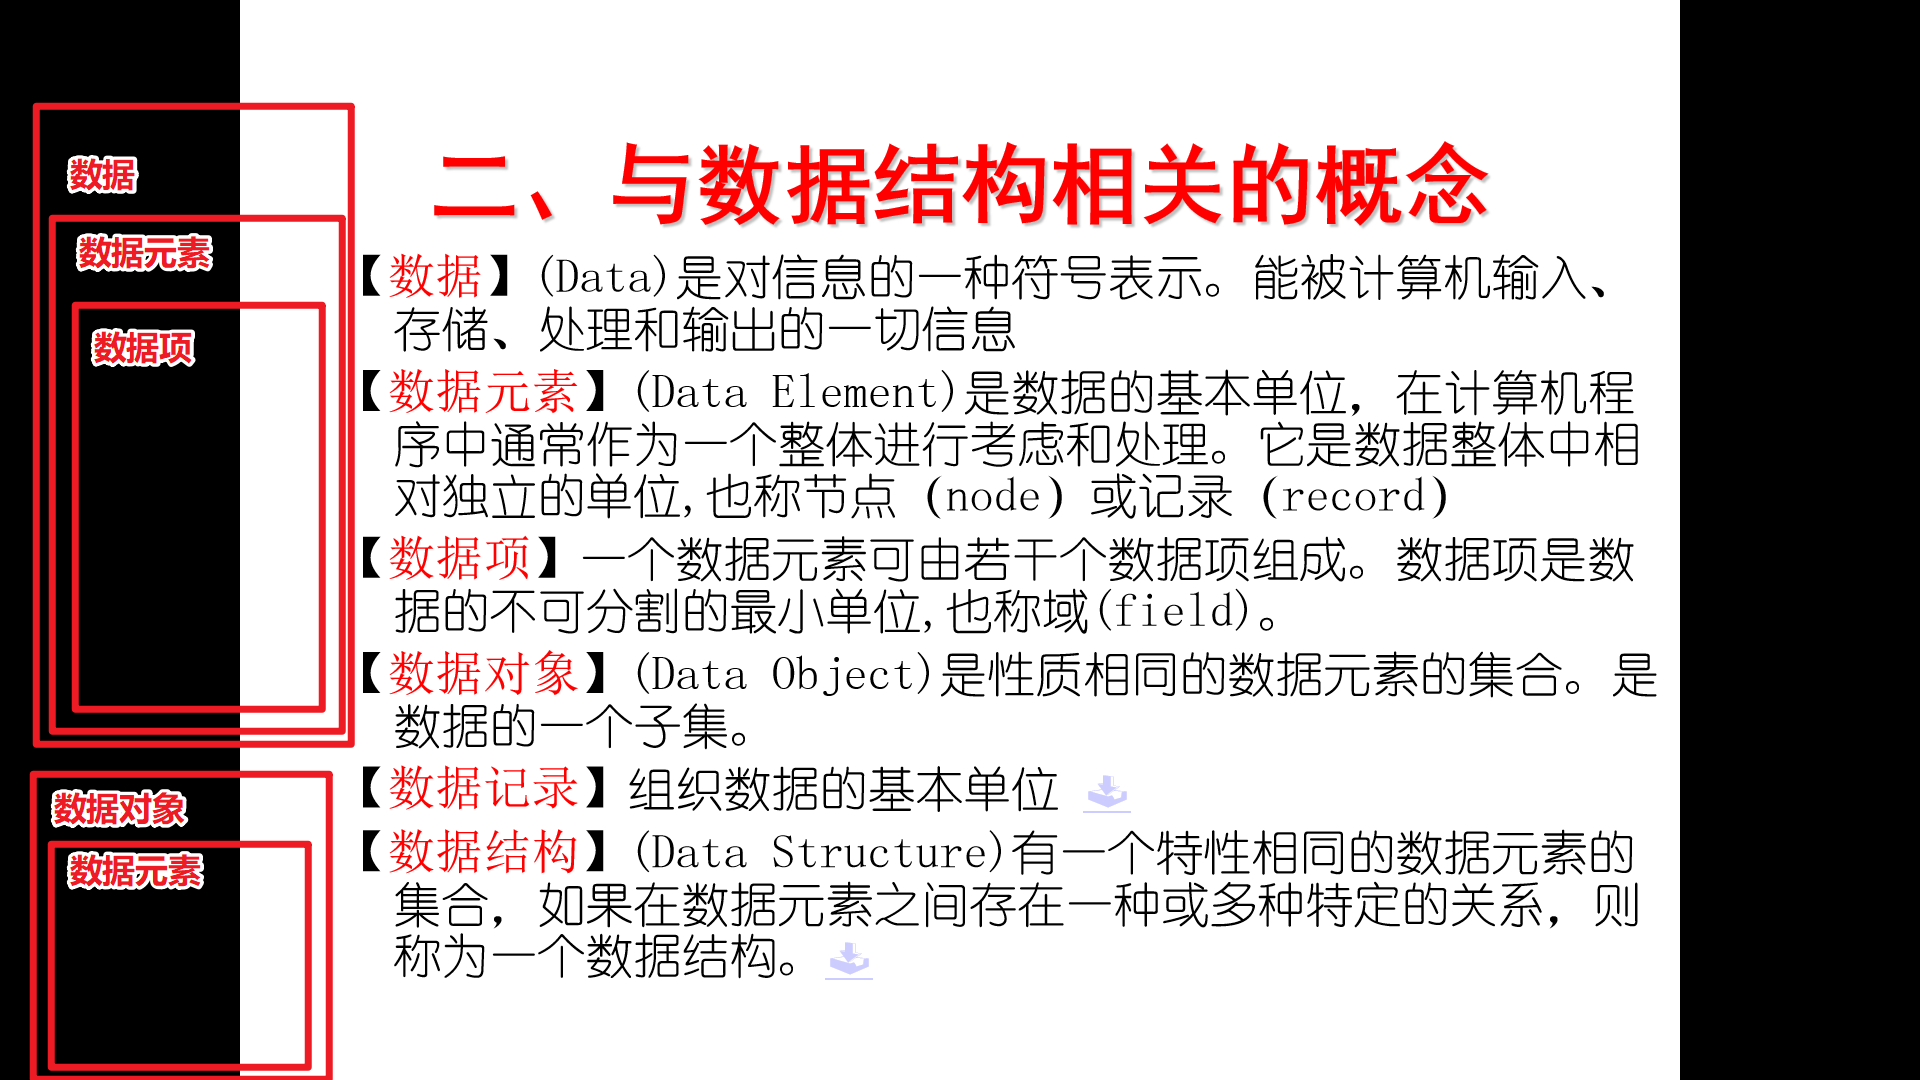 数据
数据元素
数据项
数据对象
数据元素
二、与数据结构相关的概念
【数据】(Data)是对信息的一种符号表示。能被计算机输入、
存储、处理和输出的一切信息
【数据元素】(Data Element)是数据的基本单位，在计算机程
序中通常作为一个整体进行考虑和处理。它是数据整体中相
对独立的单位,也称节点（node）或记录（record）
【数据项】一个数据元素可由若干个数据项组成。数据项是数
据的不可分割的最小单位,也称域(field)。
【数据对象】(Data Object)是性质相同的数据元素的集合。是
数据的一个子集。
【数据记录】组织数据的基本单位
【数据结构】(Data Structure)有一个特性相同的数据元素的
集合，如果在数据元素之间存在一种或多种特定的关系，则
称为一个数据结构。